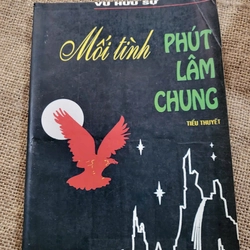 VŨ HỮU SỰ
Mối tình
PHÚT
LÂM
CHUNG
TIỂU THUYẾT